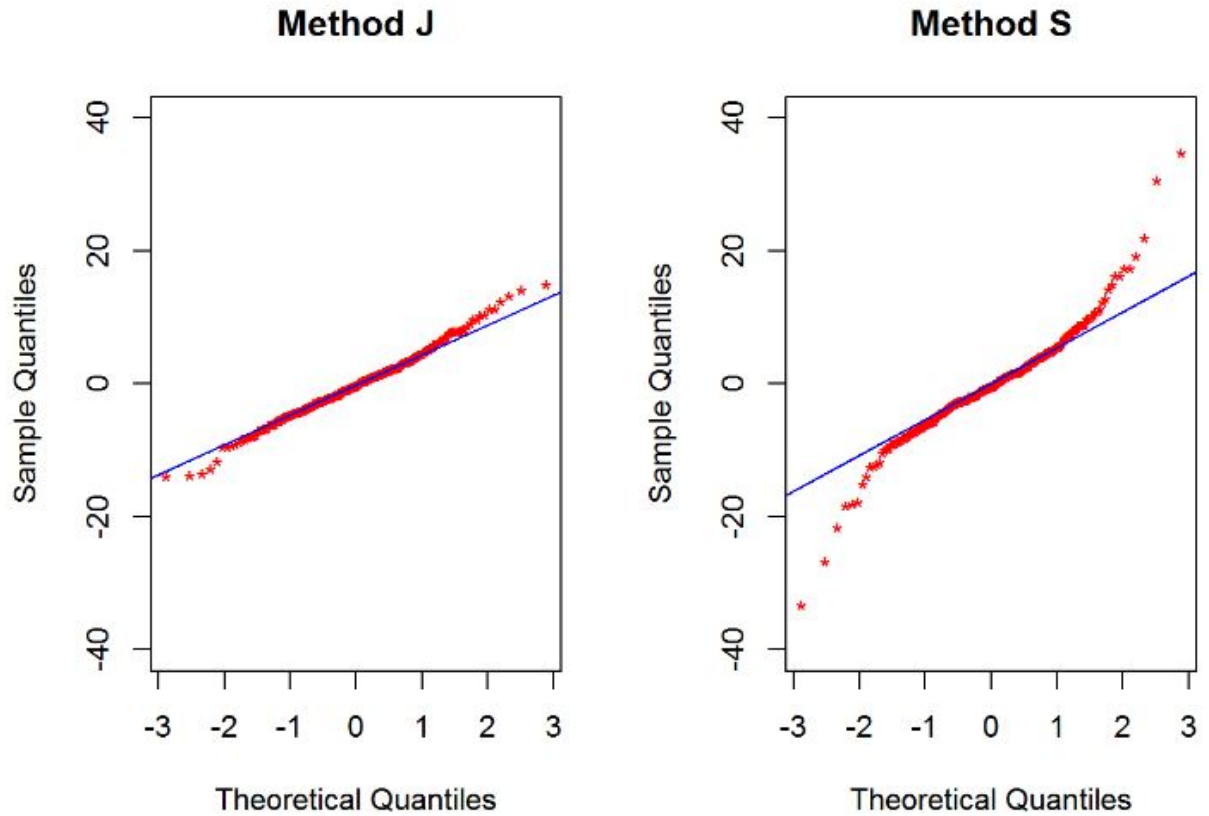 Method J
Sample Quantiles
40
20
0
-20
-40
-3 -2 -1 0 1 2 3
Theoretical Quantiles
Method S
Sample Quantiles
40
20
0
-20
-40
-3 -2 -1 0 1 2 3
Theoretical Quantiles